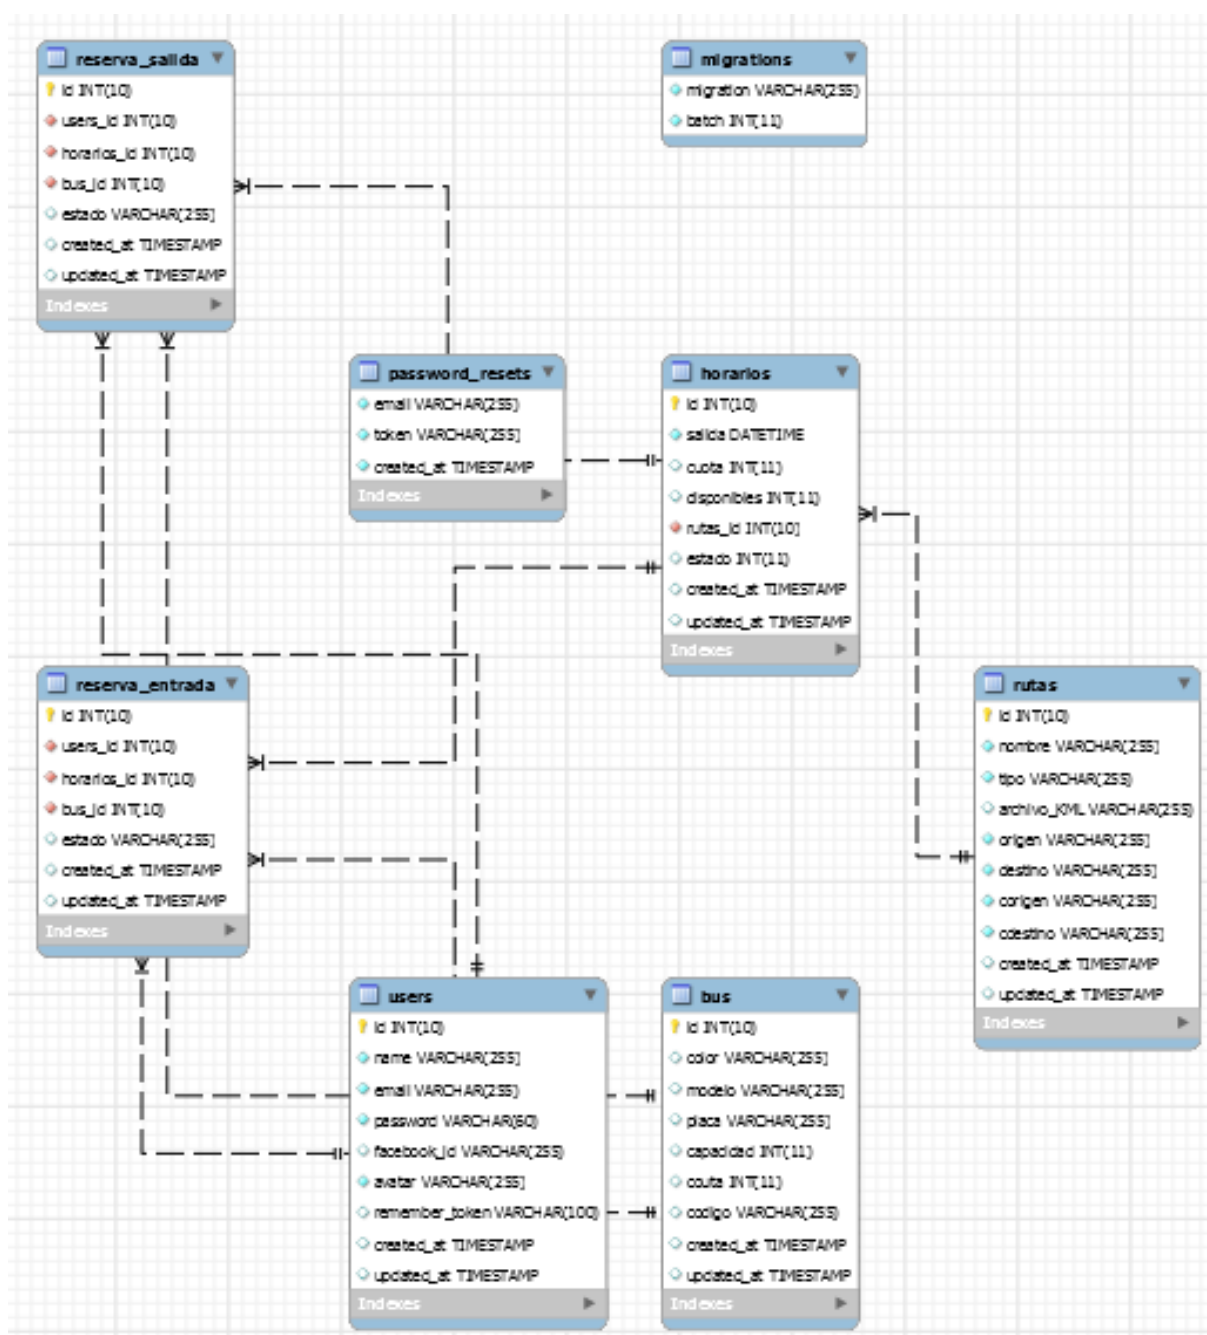 reserva_salida
id INT(10)
users_id INT(10)
horarios_id INT(10)
bus_id INT(10)
estado VARCHAR(255)
created_at TIMESTAMP
updated_at TIMESTAMP
Indexes
migrations
migration VARCHAR(255)
batch INT(11)
password_resets
email VARCHAR(255)
token VARCHAR(255)
created_at TIMESTAMP
Indexes
horarios
id INT(10)
salida DATETIME
cuota INT(11)
disponibles INT(11)
rutas_id INT(10)
estado INT(11)
created_at TIMESTAMP
updated_at TIMESTAMP
Indexes
reserva_entrada
id INT(10)
users_id INT(10)
horarios_id INT(10)
bus_id INT(10)
estado VARCHAR(255)
created_at TIMESTAMP
updated_at TIMESTAMP
Indexes
rutas
id INT(10)
nombre VARCHAR(255)
tipo VARCHAR(255)
archivo_KML VARCHAR(255)
origen VARCHAR(255)
destino VARCHAR(255)
corigen VARCHAR(255)
cdestino VARCHAR(255)
created_at TIMESTAMP
updated_at TIMESTAMP
Indexes
users
id INT(10)
name VARCHAR(255)
email VARCHAR(255)
password VARCHAR(60)
facebook_id VARCHAR(255)
avatar VARCHAR(255)
remember_token VARCHAR(100)
created_at TIMESTAMP
updated_at TIMESTAMP
Indexes
bus
id INT(10)
color VARCHAR(255)
modelo VARCHAR(255)
placa VARCHAR(255)
capacidad INT(11)
couta INT(11)
codigo VARCHAR(255)
created_at TIMESTAMP
updated_at TIMESTAMP
Indexes